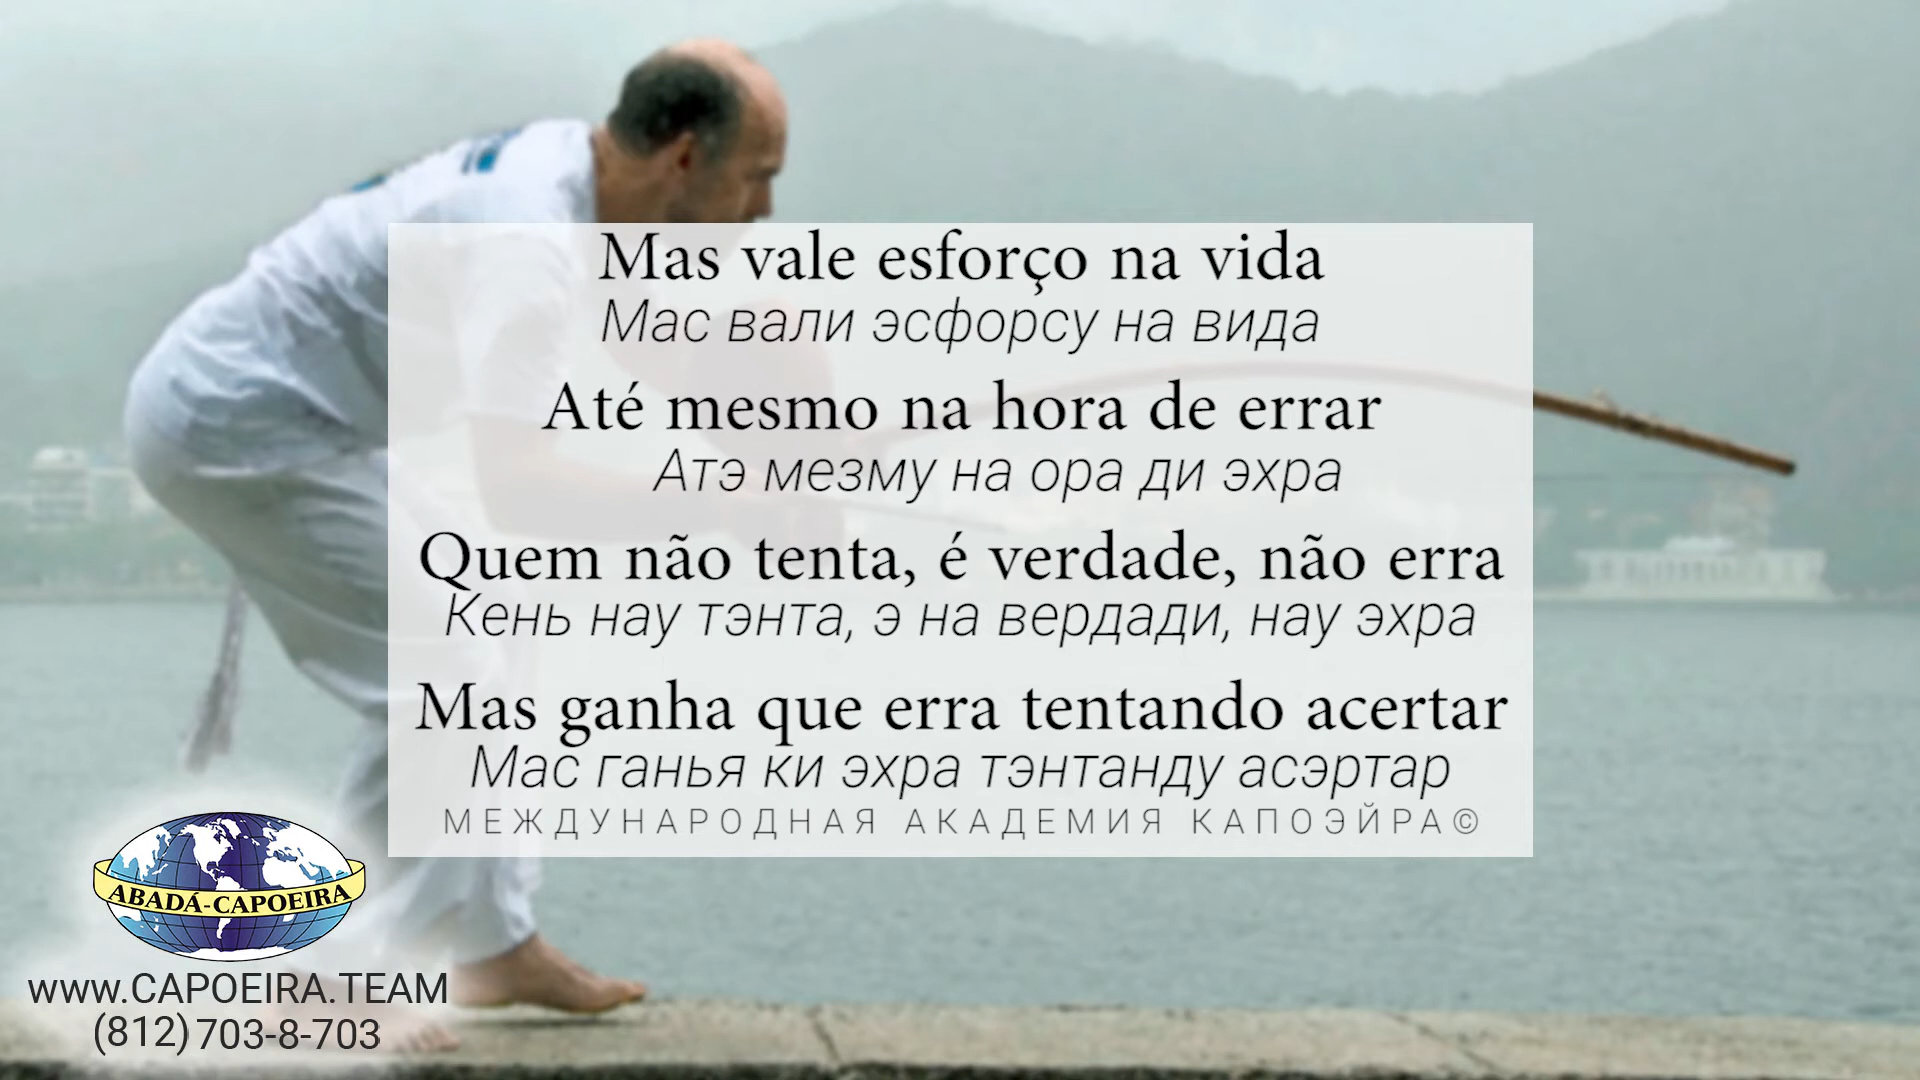 Mas vale esforço na vida
Мас вали эсфорсу на вида
Até mesmo na hora de errar
Атэ мезму на ора ди эхра
Quem não tenta, é verdade, não erra
Кень нау тэнта, э на вердади, нау эхра
Mas ganha que erra tentando acertar
Мас ганья ки эхра тэнтанду асэртар
МЕЖДУНАРОДНАЯ АКАДЕМИЯ КАПОЭЙРА©
ABADÁ-CAPOEIRA
www.CAPOEIRA.TEAM
(812) 703-8-703